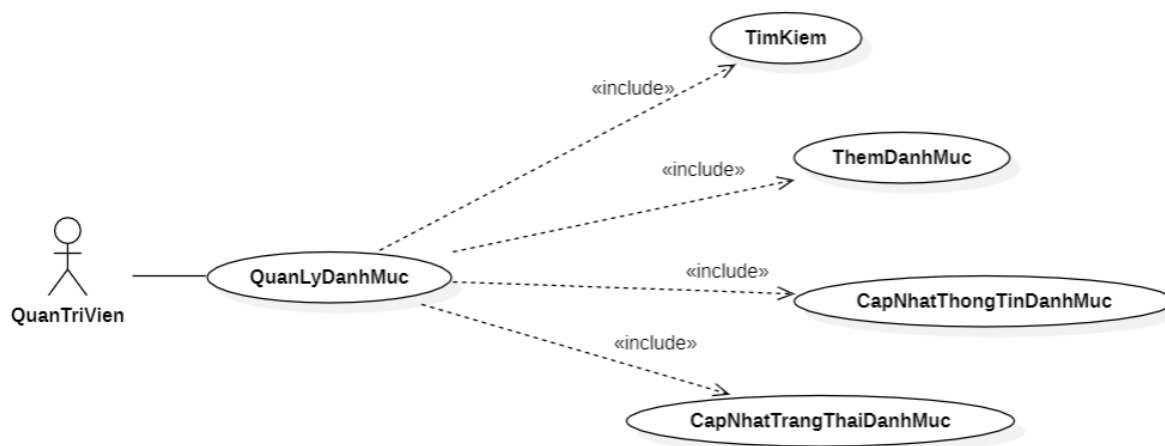 TimKiem
«include»
ThemDanhMuc
«include»
QuanTriVien
QuanLyDanhMuc
«include»
CapNhatThongTinDanhMuc
«include»
CapNhatTrangThaiDanhMuc